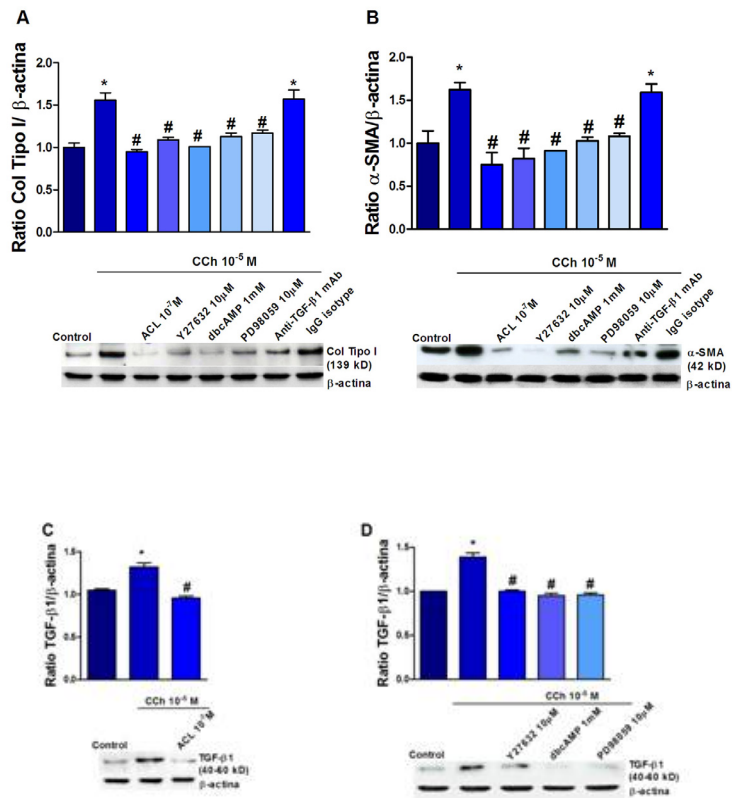 A
Ratio Col Tipo I/ β-actina
2.0
1.5
1.0
0.5
0.0
*
#
#
#
#
#
*
CCh 10⁻⁵ M
Control
ACL 10⁻⁷M
Y27632 10μM
dbcAMP 1mM
PD98059 10μM
Anti-TGF-β1 mAb
IgG isotype
Col Tipo I
(139 kD)
β-actina
B
Ratio α-SMA/β-actina
2.0
1.5
1.0
0.5
0.0
*
#
#
#
#
#
*
CCh 10⁻⁵ M
Control
ACL 10⁻⁷M
Y27632 10μM
dbcAMP 1mM
PD98059 10μM
Anti-TGF-β1 mAb
IgG isotype
α-SMA
(42 kD)
β-actina
C
Ratio TGF-β1/β-actina
1.5
1.0
0.5
0.0
*
#
CCh 10⁻⁵ M
Control
ACL 10⁻⁷M
TGF-β1
(40-60 kD)
β-actina
D
Ratio TGF-β1/β-actina
1.5
1.0
0.5
0.0
*
#
#
#
CCh 10⁻⁵ M
Control
Y27632 10μM
dbcAMP 1mM
PD98059 10μM
TGF-β1
(40-60 kD)
β-actina